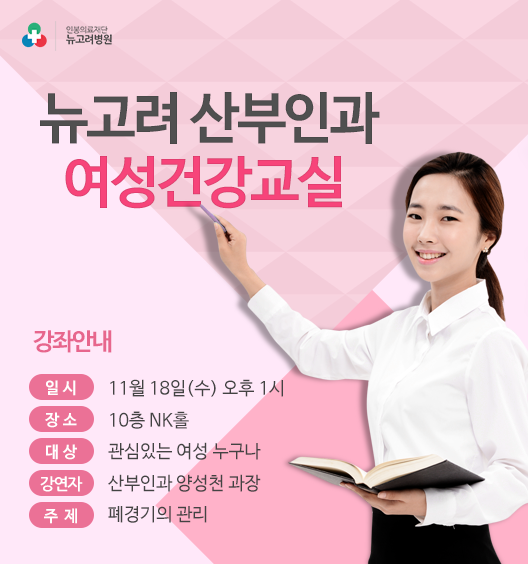 인봉의료재단
뉴고려병원
뉴고려 산부인과
여성건강교실
강좌안내
일 시 11월 18일(수) 오후 1시
장 소 10층 NK홀
대 상 관심있는 여성 누구나
강연자 산부인과 양성천 과장
주 제 폐경기의 관리